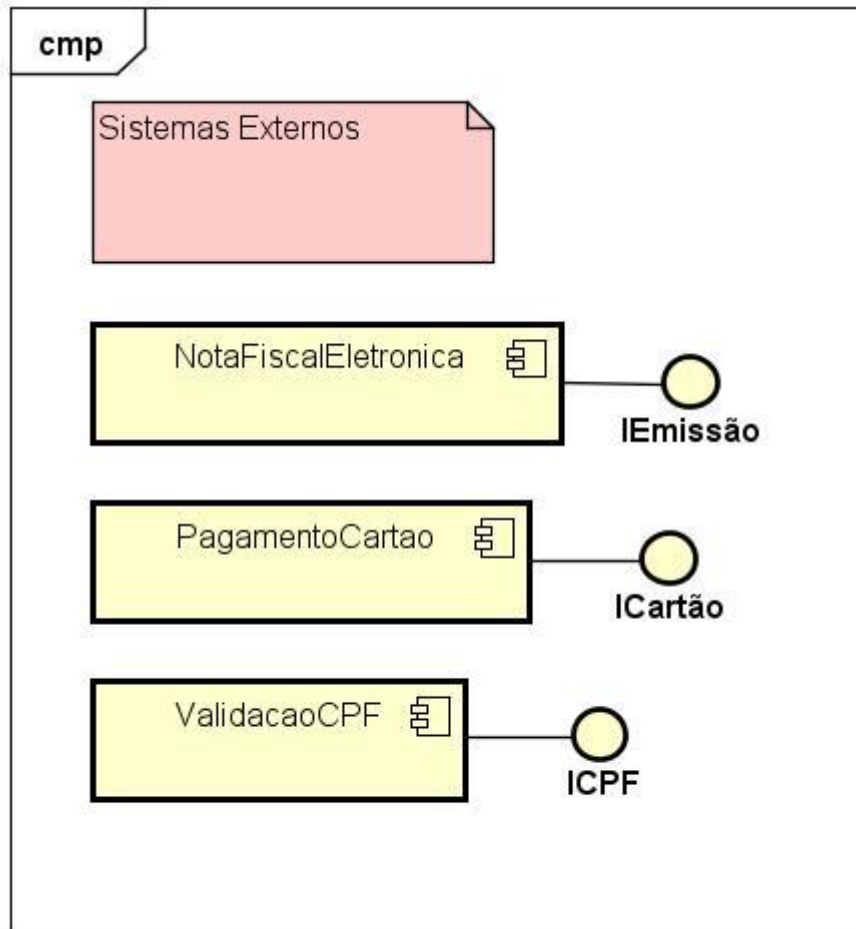 cmp
Sistemas Externos
NotaFiscalEletronica
IEmissão
PagamentoCartao
ICartão
ValidacaoCPF
ICPF